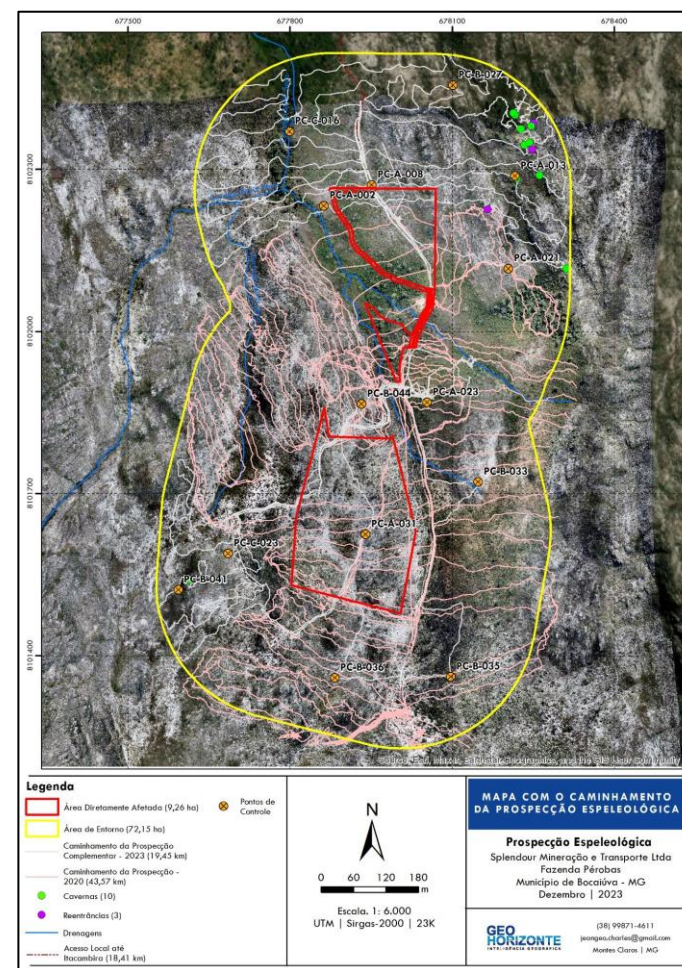 677500
677800
678100
678400
PC-B-027
PC-C-016
8102300
PC-A-013
PC-A-008
PC-A-002
PC-A-021
8102000
PC-B-044
PC-A-023
8101700
PC-B-033
PC-A-031
PC-C-023
PC-B-041
8101400
PC-B-036
PC-B-035
Legenda
Área Diretamente Afetada (9,26 ha)
Pontos de
Controle
Área de Entorno (72,15 ha)
Caminhamento da Prospecção
Complementar - 2023 (19,45 km)
Caminhamento da Prospecção -
2020 (43,57 km)
Cavernas (10)
Reentrâncias (3)
Drenagens
Acesso Local até
Itacambira (18,41 km)
N
0 60 120 180
m
Escala. 1: 6.000
UTM | Sirgas-2000 | 23K
MAPA COM O CAMINHAMENTO
DA PROSPECÇÃO ESPELEOLÓGICA
Prospecção Espeleológica
Splendour Mineração e Transporte Ltda
Fazenda Pérobas
Município de Bocaiúva - MG
Dezembro | 2023
GEO
HORIZONTE
INTELIGÊNCIA GEOGRÁFICA
(38) 99871-4611
jeangeo.charles@gmail.com
Montes Claros | MG